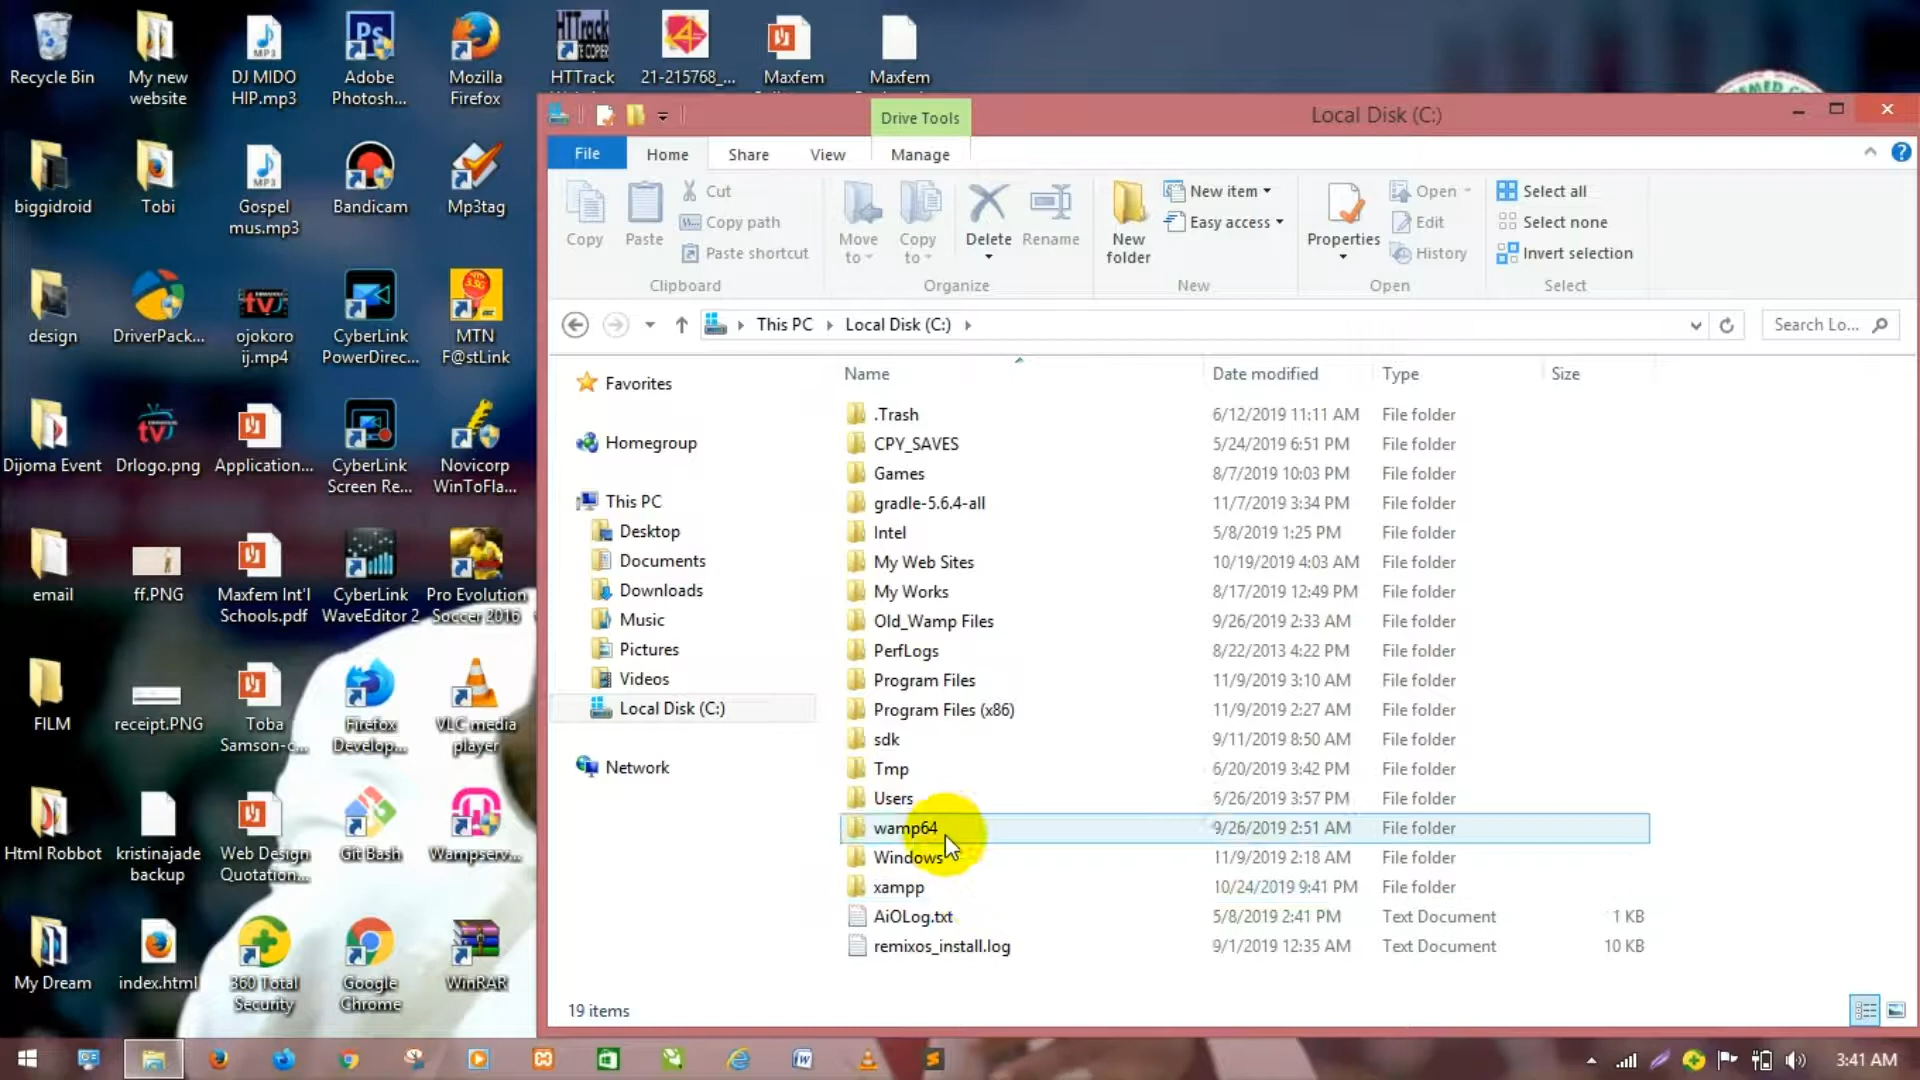 Recycle Bin
My new
website
DJ MIDO
HIP.mp3
Adobe
Photosh...
Mozilla
Firefox
HTTrack
21-215768_...
Maxfem
Maxfem
biggidroid
Tobi
Gospel
mus.mp3
Bandicam
Mp3tag
design
DriverPack...
ojokoro
ij.mp4
CyberLink
PowerDirec...
MTN
F@stLink
Dijoma Event
Drlogo.png
Application...
CyberLink
Screen Re...
Novicorp
WinToFla...
email
ff.PNG
Maxfem Int'l
Schools.pdf
CyberLink
WaveEditor 2
Pro Evolution
Soccer 2016
FILM
receipt.PNG
Toba
Samson-c...
Firefox
Develop...
VLC media
player
Html Robbot
kristinajade
backup
Web Design
Quotation...
Git Bash
Wampserv...
My Dream
index.html
360 Total
Security
Google
Chrome
WinRAR
Drive Tools
Local Disk (C:)
File
Home
Share
View
Manage
Copy
Paste
Cut
Copy path
Paste shortcut
Clipboard
Move
to
Copy
to
Delete
Rename
Organize
New
folder
New item
Easy access
New
Properties
Open
Edit
History
Open
Select all
Select none
Invert selection
Select
This PC
Local Disk (C:)
Search Lo...
Favorites
Homegroup
This PC
Desktop
Documents
Downloads
Music
Pictures
Videos
Local Disk (C:)
Network
Name Date modified Type Size
.Trash 6/12/2019 11:11 AM File folder
CPY_SAVES 5/24/2019 6:51 PM File folder
Games 8/7/2019 10:03 PM File folder
gradle-5.6.4-all 11/7/2019 3:34 PM File folder
Intel 5/8/2019 1:25 PM File folder
My Web Sites 10/19/2019 4:03 AM File folder
My Works 8/17/2019 12:49 PM File folder
Old_Wamp Files 9/26/2019 2:33 AM File folder
PerfLogs 8/22/2013 4:22 PM File folder
Program Files 11/9/2019 3:10 AM File folder
Program Files (x86) 11/9/2019 2:27 AM File folder
sdk 9/11/2019 8:50 AM File folder
Tmp 6/20/2019 3:42 PM File folder
Users 6/26/2019 3:57 PM File folder
wamp64 9/26/2019 2:51 AM File folder
Windows 11/9/2019 2:18 AM File folder
xampp 10/24/2019 9:41 PM File folder
AiOLog.txt 5/8/2019 2:41 PM Text Document 1 KB
remixos_install.log 9/1/2019 12:35 AM Text Document 10 KB
19 items
3:41 AM